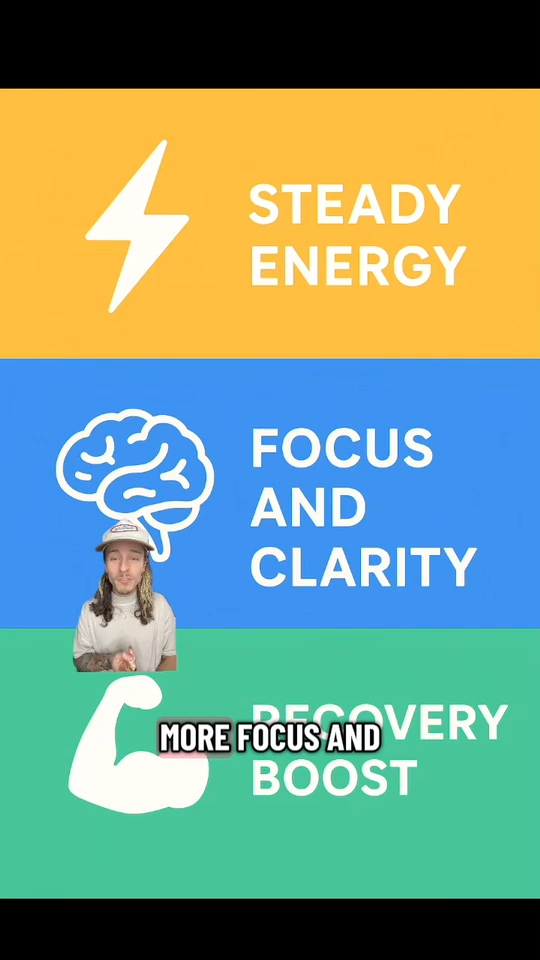 STEADY
ENERGY
FOCUS
AND
CLARITY
RECOVERY
MORE FOCUS AND
BOOST